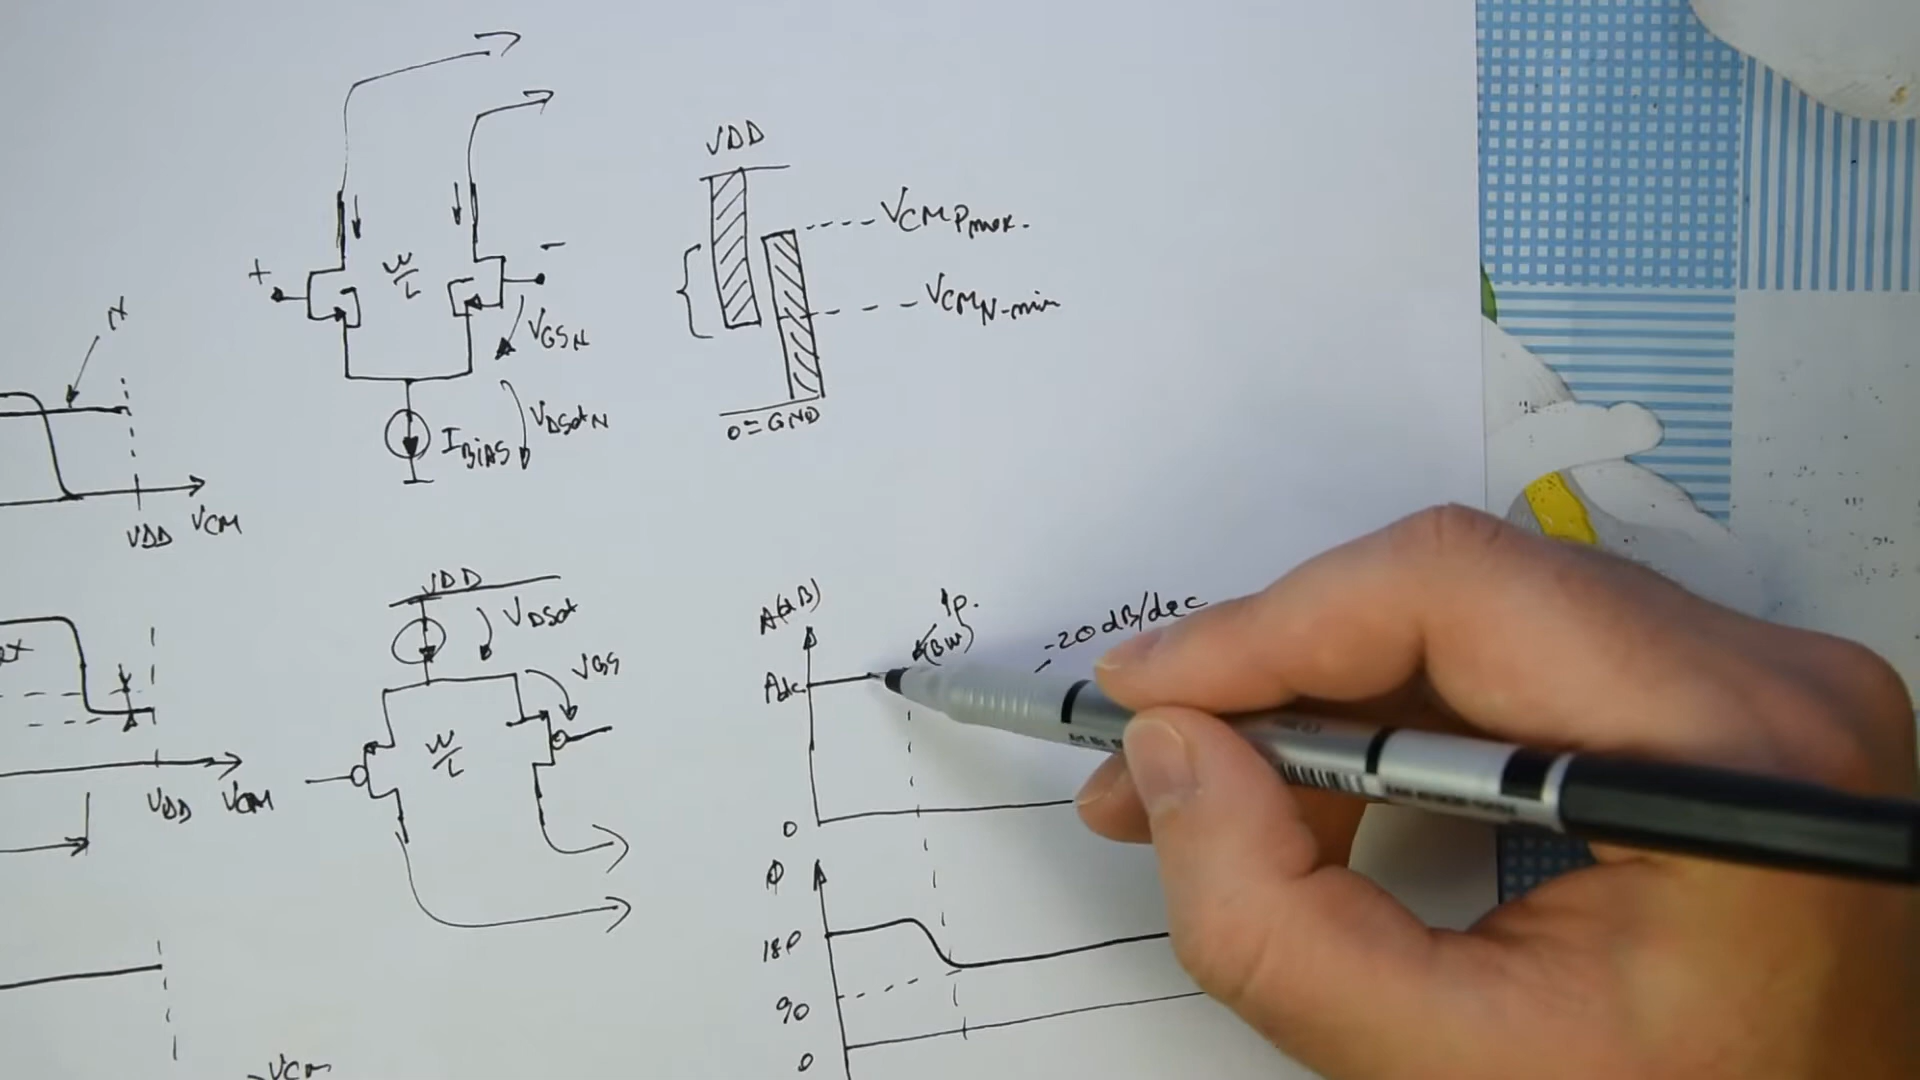 VDD
VCMPmax.
+
W/L
-
VCMN-min
N
VGSN
VDSatN
IBIAS
0=GND
VDD
VCM
VDD
VDSat
VGS
A(dB)
(BW)
-20dB/dec
Adc
W/L
0
VDD
VCM
Φ
180
90
0
VCM